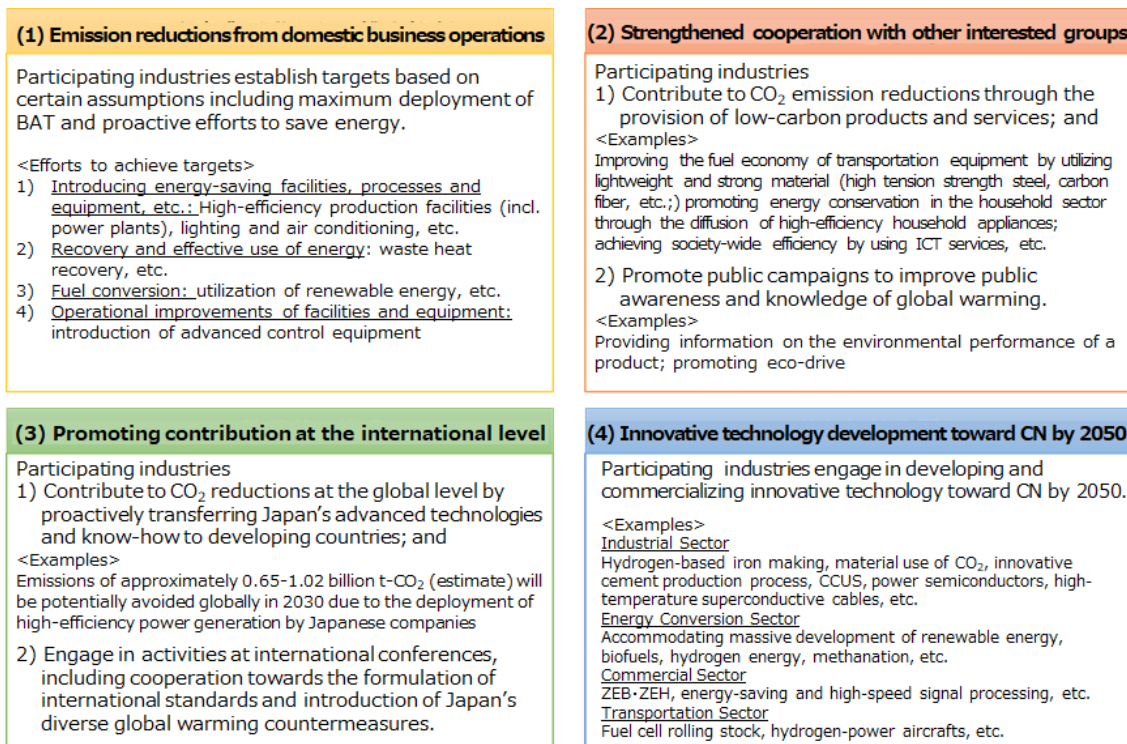 (1) Emission reductions from domestic business operations
Participating industries establish targets based on
certain assumptions including maximum deployment of
BAT and proactive efforts to save energy.
<Efforts to achieve targets>
1) Introducing energy-saving facilities, processes and
equipment, etc.: High-efficiency production facilities (incl.
power plants), lighting and air conditioning, etc.
2) Recovery and effective use of energy: waste heat
recovery, etc.
3) Fuel conversion: utilization of renewable energy, etc.
4) Operational improvements of facilities and equipment:
introduction of advanced control equipment
(2) Strengthened cooperation with other interested groups
Participating industries
1) Contribute to CO₂ emission reductions through the
provision of low-carbon products and services; and
<Examples>
Improving the fuel economy of transportation equipment by utilizing
lightweight and strong material (high tension strength steel, carbon
fiber, etc.;) promoting energy conservation in the household sector
through the diffusion of high-efficiency household appliances;
achieving society-wide efficiency by using ICT services, etc.
2) Promote public campaigns to improve public
awareness and knowledge of global warming.
<Examples>
Providing information on the environmental performance of a
product; promoting eco-drive
(3) Promoting contribution at the international level
Participating industries
1) Contribute to CO₂ reductions at the global level by
proactively transferring Japan's advanced technologies
and know-how to developing countries; and
<Examples>
Emissions of approximately 0.65-1.02 billion t-CO₂ (estimate) will
be potentially avoided globally in 2030 due to the deployment of
high-efficiency power generation by Japanese companies
2) Engage in activities at international conferences,
including cooperation towards the formulation of
international standards and introduction of Japan's
diverse global warming countermeasures.
(4) Innovative technology development toward CN by 2050
Participating industries engage in developing and
commercializing innovative technology toward CN by 2050.
<Examples>
Industrial Sector
Hydrogen-based iron making, material use of CO₂, innovative
cement production process, CCUS, power semiconductors, high-
temperature superconductive cables, etc.
Energy Conversion Sector
Accommodating massive development of renewable energy,
biofuels, hydrogen energy, methanation, etc.
Commercial Sector
ZEB・ZEH, energy-saving and high-speed signal processing, etc.
Transportation Sector
Fuel cell rolling stock, hydrogen-power aircrafts, etc.